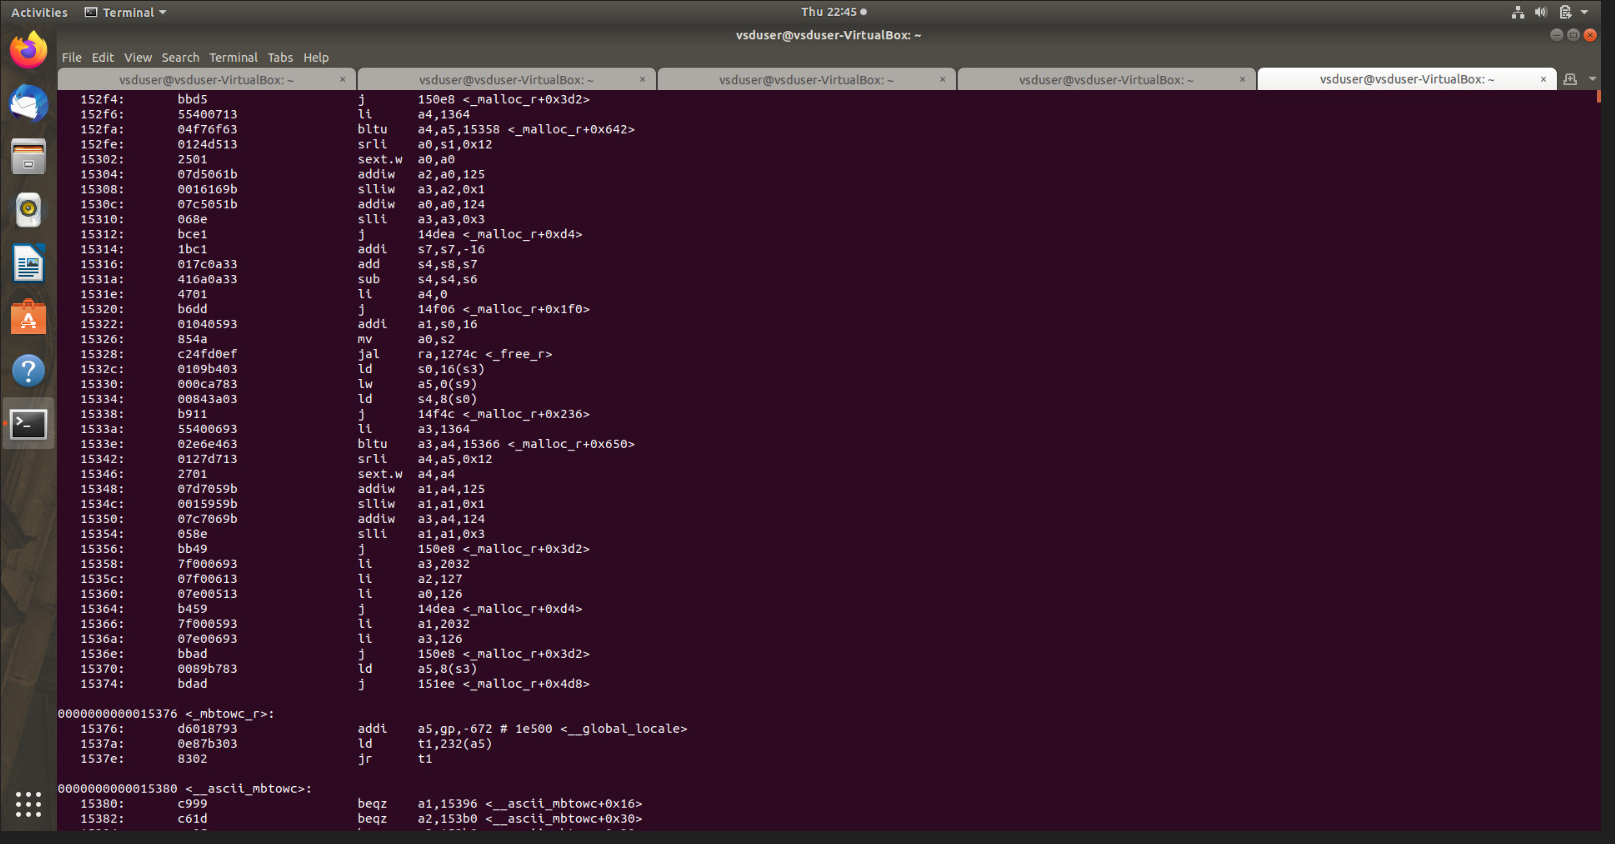 Activities Terminal Thu 22:45
vsduser@vsduser-VirtualBox: ~
File Edit View Search Terminal Tabs Help
vsduser@vsduser-VirtualBox: ~ × vsduser@vsduser-VirtualBox: ~ × vsduser@vsduser-VirtualBox: ~ × vsduser@vsduser-VirtualBox: ~ × vsduser@vsduser-VirtualBox: ~ ×
152f4: bbd5 j 150e8 <_malloc_r+0x3d2>
152f6: 55400713 li a4,1364
152fa: 04f76f63 bltu a4,a5,15358 <_malloc_r+0x642>
152fe: 0124d513 srli a0,s1,0x12
15302: 2501 sext.w a0,a0
15304: 07d5061b addiw a2,a0,125
15308: 0016169b slliw a3,a2,0x1
1530c: 07c5051b addiw a0,a0,124
15310: 068e slli a3,a3,0x3
15312: bce1 j 14dea <_malloc_r+0xd4>
15314: 1bc1 addi s7,s7,-16
15316: 017c0a33 add s4,s8,s7
1531a: 416a0a33 sub s4,s4,s6
1531e: 4701 li a4,0
15320: b6dd j 14f06 <_malloc_r+0x1f0>
15322: 01040593 addi a1,s0,16
15326: 854a mv a0,s2
15328: c24fd0ef jal ra,1274c <_free_r>
1532c: 0109b403 ld s0,16(s3)
15330: 000ca783 lw a5,0(s9)
15334: 00843a03 ld s4,8(s0)
15338: b911 j 14f4c <_malloc_r+0x236>
1533a: 55400693 li a3,1364
1533e: 02e6e463 bltu a3,a4,15366 <_malloc_r+0x650>
15342: 0127d713 srli a4,a5,0x12
15346: 2701 sext.w a4,a4
15348: 07d7059b addiw a1,a4,125
1534c: 0015959b slliw a1,a1,0x1
15350: 07c7069b addiw a3,a4,124
15354: 058e slli a1,a1,0x3
15356: bb49 j 150e8 <_malloc_r+0x3d2>
15358: 7f000693 li a3,2032
1535c: 07f00613 li a2,127
15360: 07e00513 li a0,126
15364: b459 j 14dea <_malloc_r+0xd4>
15366: 7f000593 li a1,2032
1536a: 07e00693 li a3,126
1536e: bbad j 150e8 <_malloc_r+0x3d2>
15370: 0089b783 ld a5,8(s3)
15374: bdad j 151ee <_malloc_r+0x4d8>
0000000000015376 <_mbtowc_r>:
15376: d6018793 addi a5,gp,-672 # 1e500 <__global_locale>
1537a: 0e87b303 ld t1,232(a5)
1537e: 8302 jr t1
0000000000015380 <__ascii_mbtowc>:
15380: c999 beqz a1,15396 <__ascii_mbtowc+0x16>
15382: c61d beqz a2,153b0 <__ascii_mbtowc+0x30>